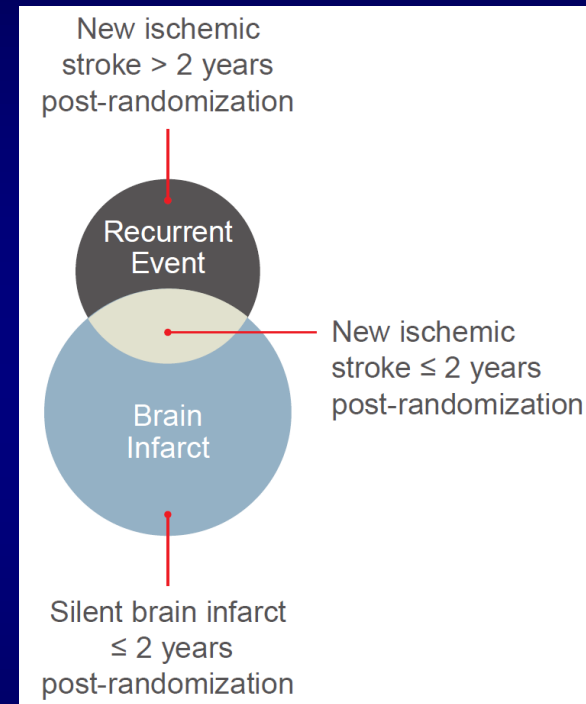 New ischemic
stroke > 2 years
post-randomization
Recurrent
Event
New ischemic
stroke ≤ 2 years
post-randomization
Brain
Infarct
Silent brain infarct
≤ 2 years
post-randomization